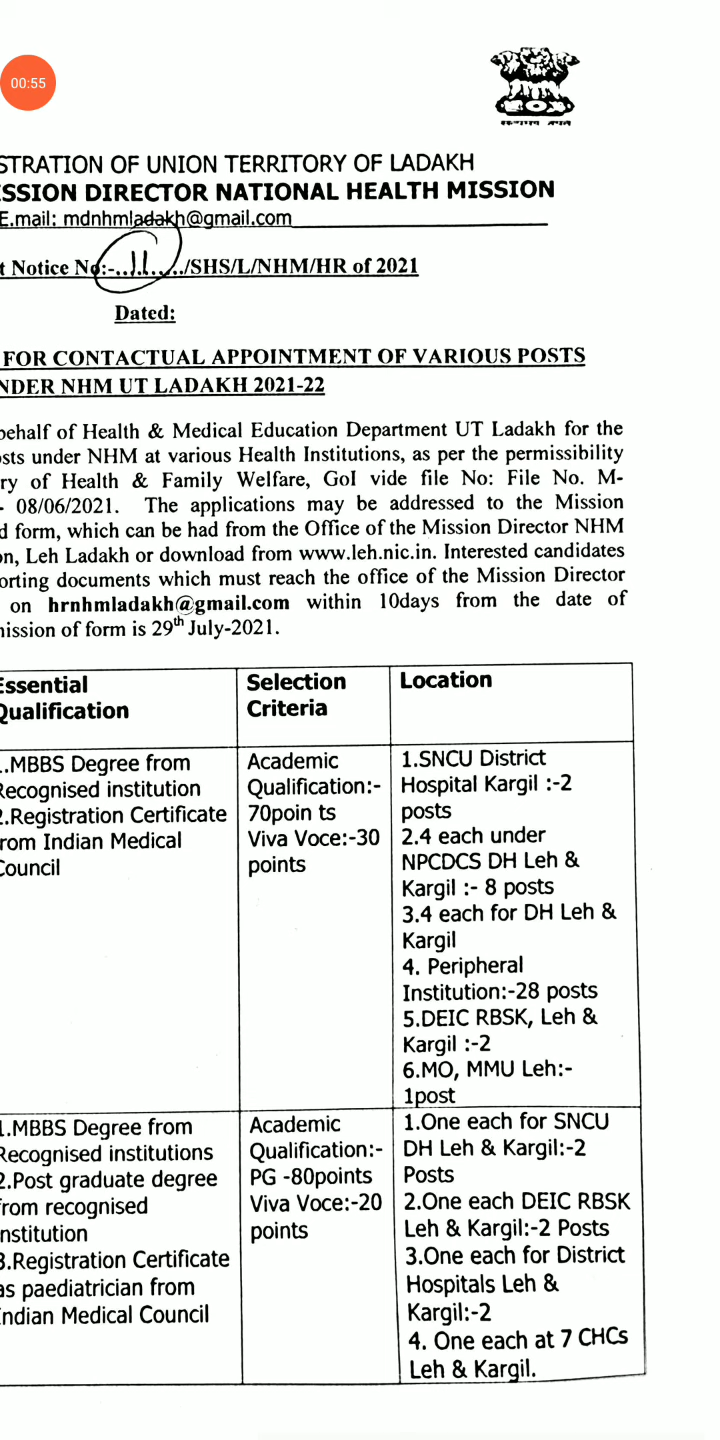 00:55
STRATION OF UNION TERRITORY OF LADAKH
ISSION DIRECTOR NATIONAL HEALTH MISSION
E.mail: mdnhmladakh@gmail.com
t Notice No:-..11..../SHS/L/NHM/HR of 2021
Dated:
FOR CONTACTUAL APPOINTMENT OF VARIOUS POSTS
NDER NHM UT LADAKH 2021-22
behalf of Health & Medical Education Department UT Ladakh for the
osts under NHM at various Health Institutions, as per the permissibility
ry of Health & Family Welfare, GoI vide file No: File No. M-
- 08/06/2021. The applications may be addressed to the Mission
d form, which can be had from the Office of the Mission Director NHM
on, Leh Ladakh or download from www.leh.nic.in. Interested candidates
orting documents which must reach the office of the Mission Director
on hrnhmladakh@gmail.com within 10days from the date of
nission of form is 29th July-2021.
Essential
Qualification
Selection
Criteria
Location
1.MBBS Degree from
Recognised institution
2.Registration Certificate
from Indian Medical
Council
Academic
Qualification:-
70poin ts
Viva Voce:-30
points
1.SNCU District
Hospital Kargil :-2
posts
2.4 each under
NPCDCS DH Leh &
Kargil :- 8 posts
3.4 each for DH Leh &
Kargil
4. Peripheral
Institution:-28 posts
5.DEIC RBSK, Leh &
Kargil :-2
6.MO, MMU Leh:-
1post
1.MBBS Degree from
Recognised institutions
2.Post graduate degree
from recognised
institution
3.Registration Certificate
as paediatrician from
Indian Medical Council
Academic
Qualification:-
PG -80points
Viva Voce:-20
points
1.One each for SNCU
DH Leh & Kargil:-2
Posts
2.One each DEIC RBSK
Leh & Kargil:-2 Posts
3.One each for District
Hospitals Leh &
Kargil:-2
4. One each at 7 CHCs
Leh & Kargil.